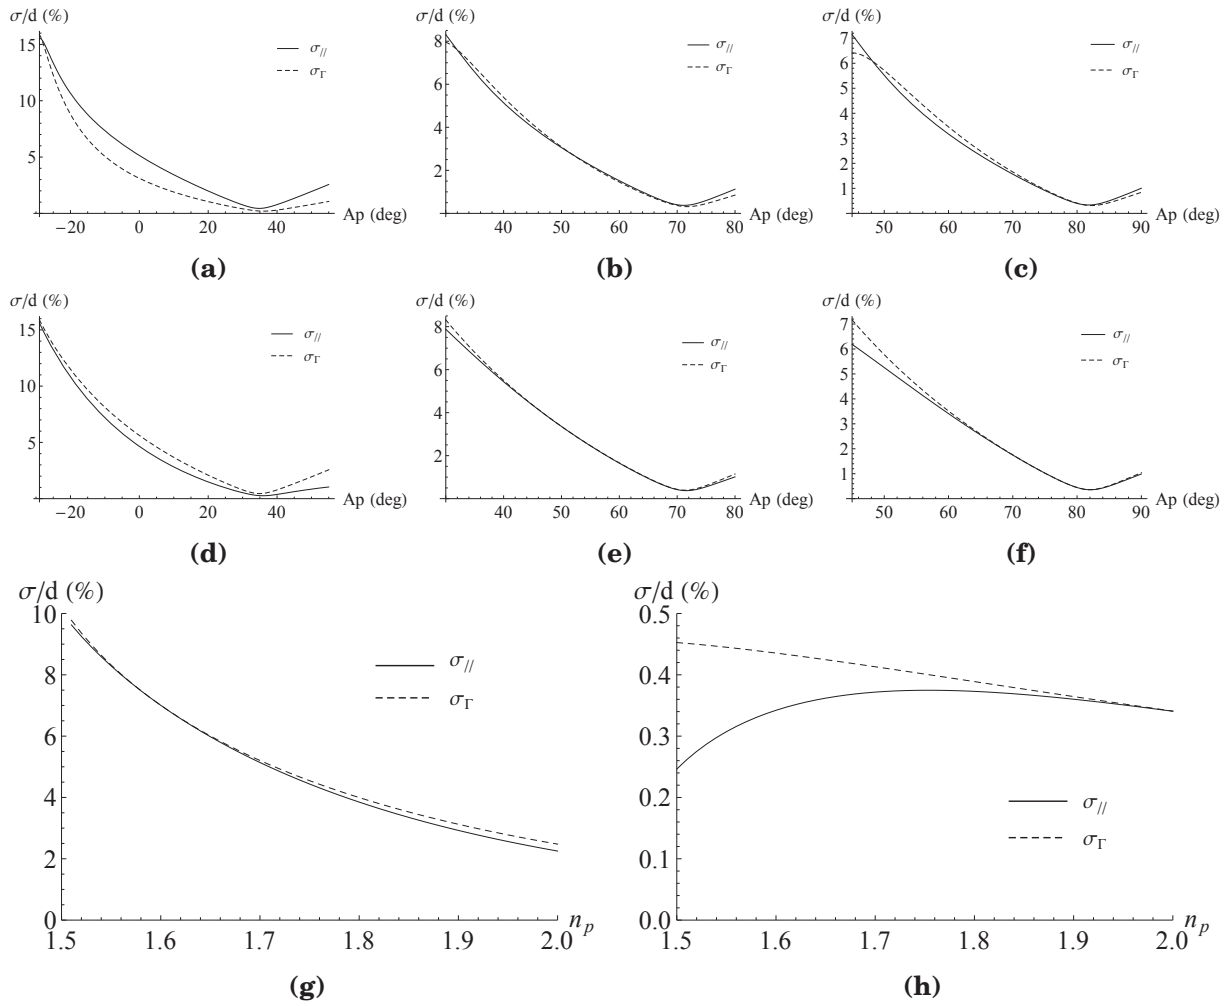 σ/d (%)
15
10
5
−20 0 20 40 Ap (deg)
σ//
σΓ
(a)
σ/d (%)
8
6
4
2
40 50 60 70 80 Ap (deg)
σ//
σΓ
(b)
σ/d (%)
7
6
5
4
3
2
1
50 60 70 80 90 Ap (deg)
σ//
σΓ
(c)
σ/d (%)
15
10
5
−20 0 20 40 Ap (deg)
σ//
σΓ
(d)
σ/d (%)
8
6
4
2
40 50 60 70 80 Ap (deg)
σ//
σΓ
(e)
σ/d (%)
7
6
5
4
3
2
1
50 60 70 80 90 Ap (deg)
σ//
σΓ
(f)
σ/d (%)
10
8
6
4
2
0
1.5 1.6 1.7 1.8 1.9 2.0 np
σ//
σΓ
(g)
σ/d (%)
0.5
0.4
0.3
0.2
0.1
0.0
1.5 1.6 1.7 1.8 1.9 2.0 np
σ//
σΓ
(h)